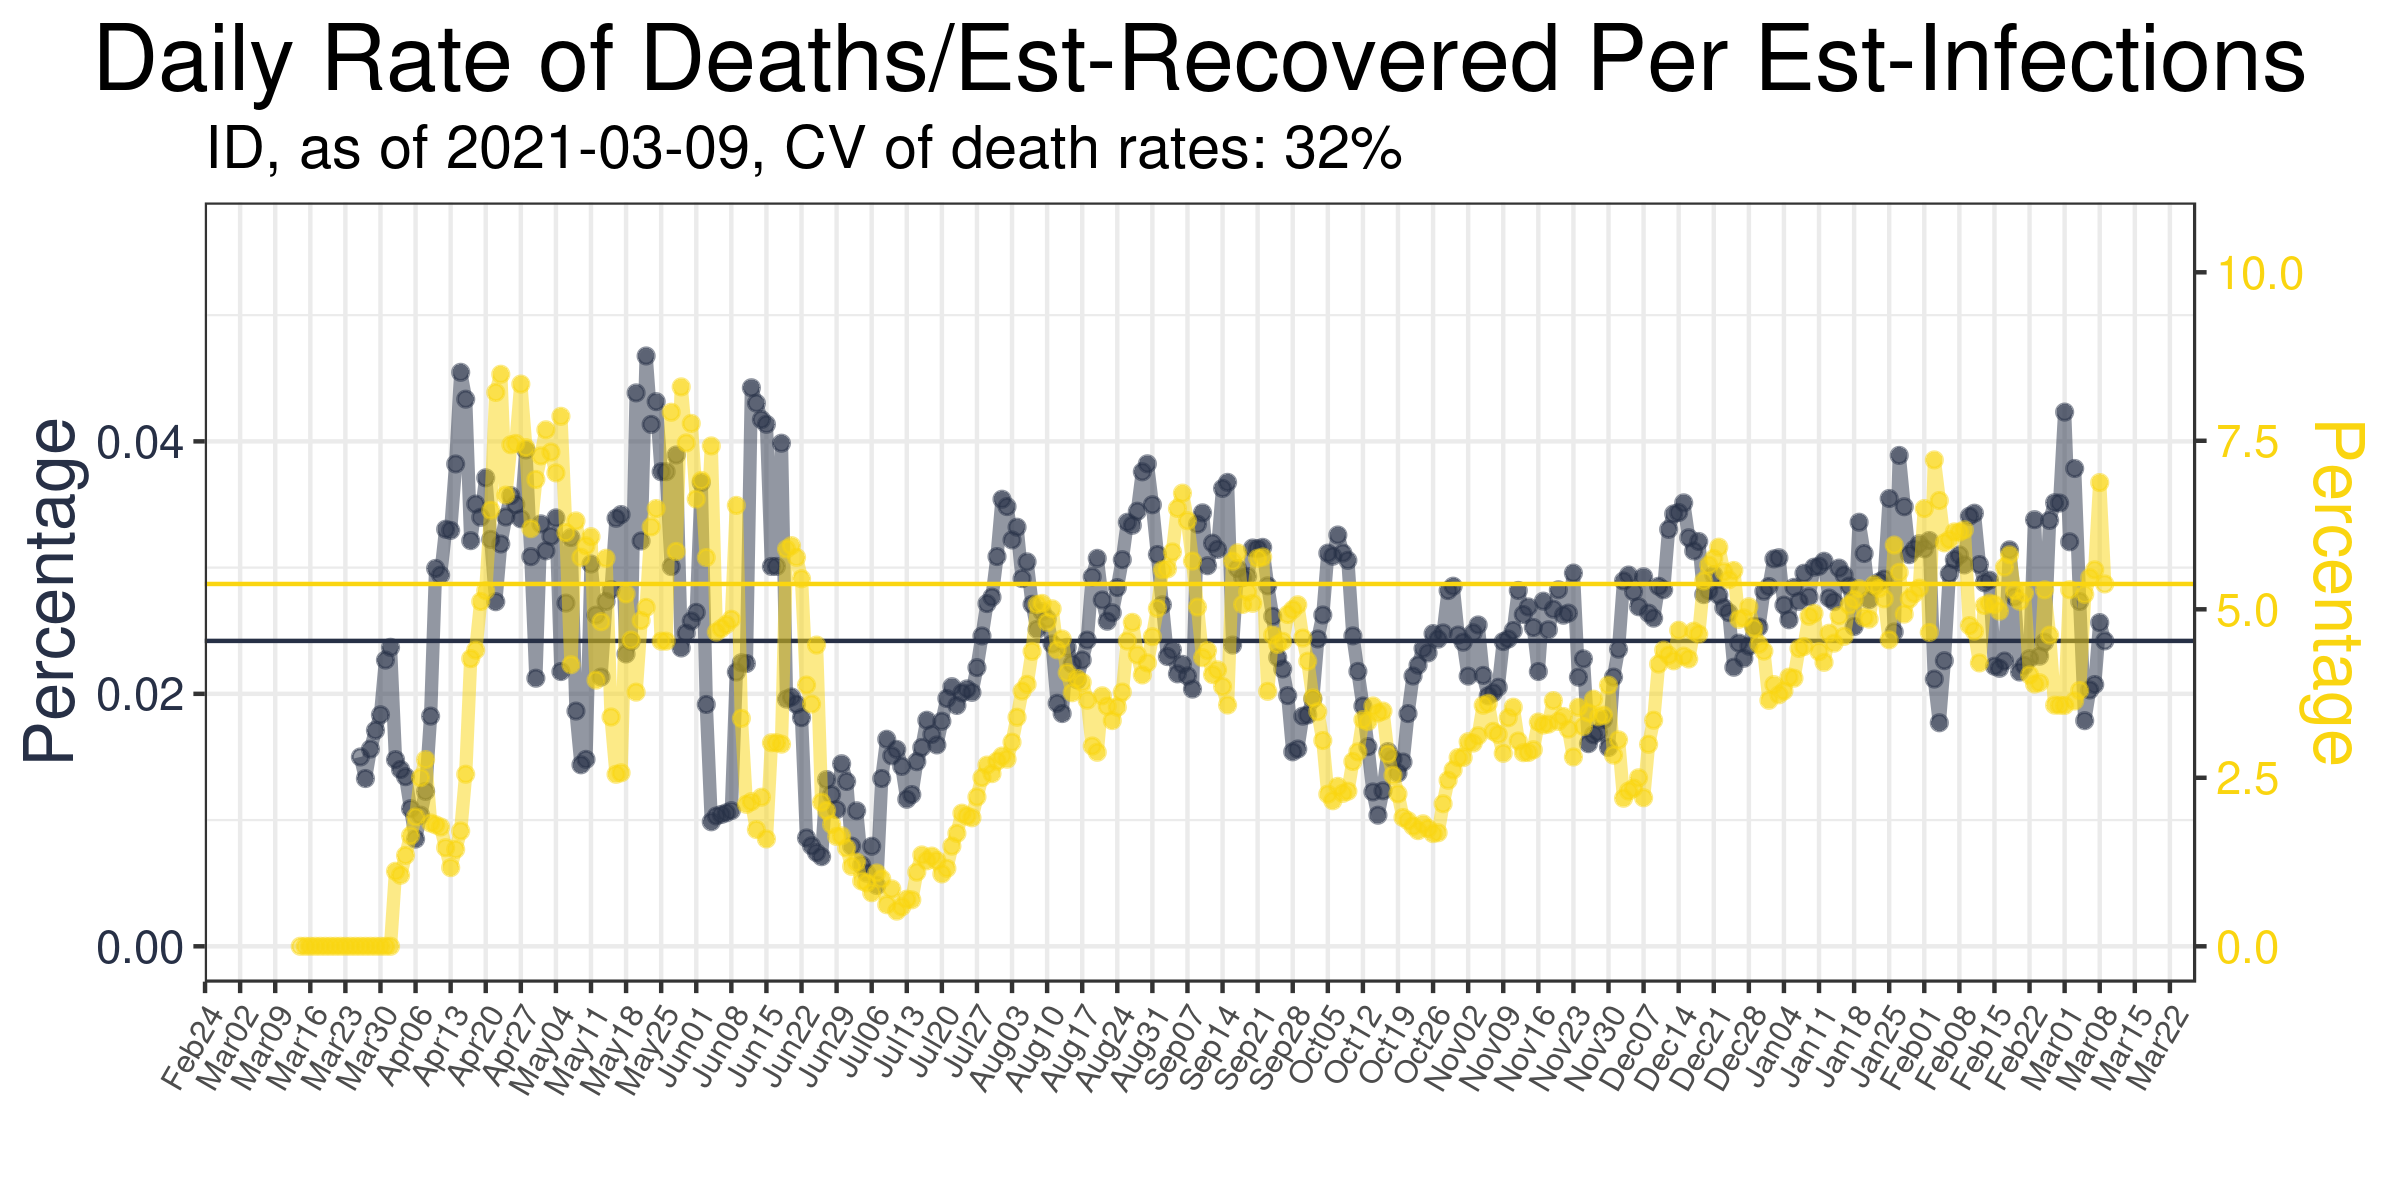 Daily Rate of Deaths/Est-Recovered Per Est-Infections
ID, as of 2021-03-09, CV of death rates: 32%
Percentage
0.04
0.02
0.00
10.0
7.5
5.0
2.5
0.0
Percentage
Feb24
Mar02
Mar09
Mar16
Mar23
Mar30
Apr06
Apr13
Apr20
Apr27
May04
May11
May18
May25
Jun01
Jun08
Jun15
Jun22
Jun29
Jul06
Jul13
Jul20
Jul27
Aug03
Aug10
Aug17
Aug24
Aug31
Sep07
Sep14
Sep21
Sep28
Oct05
Oct12
Oct19
Oct26
Nov02
Nov09
Nov16
Nov23
Nov30
Dec07
Dec14
Dec21
Dec28
Jan04
Jan11
Jan18
Jan25
Feb01
Feb08
Feb15
Feb22
Mar01
Mar08
Mar15
Mar22